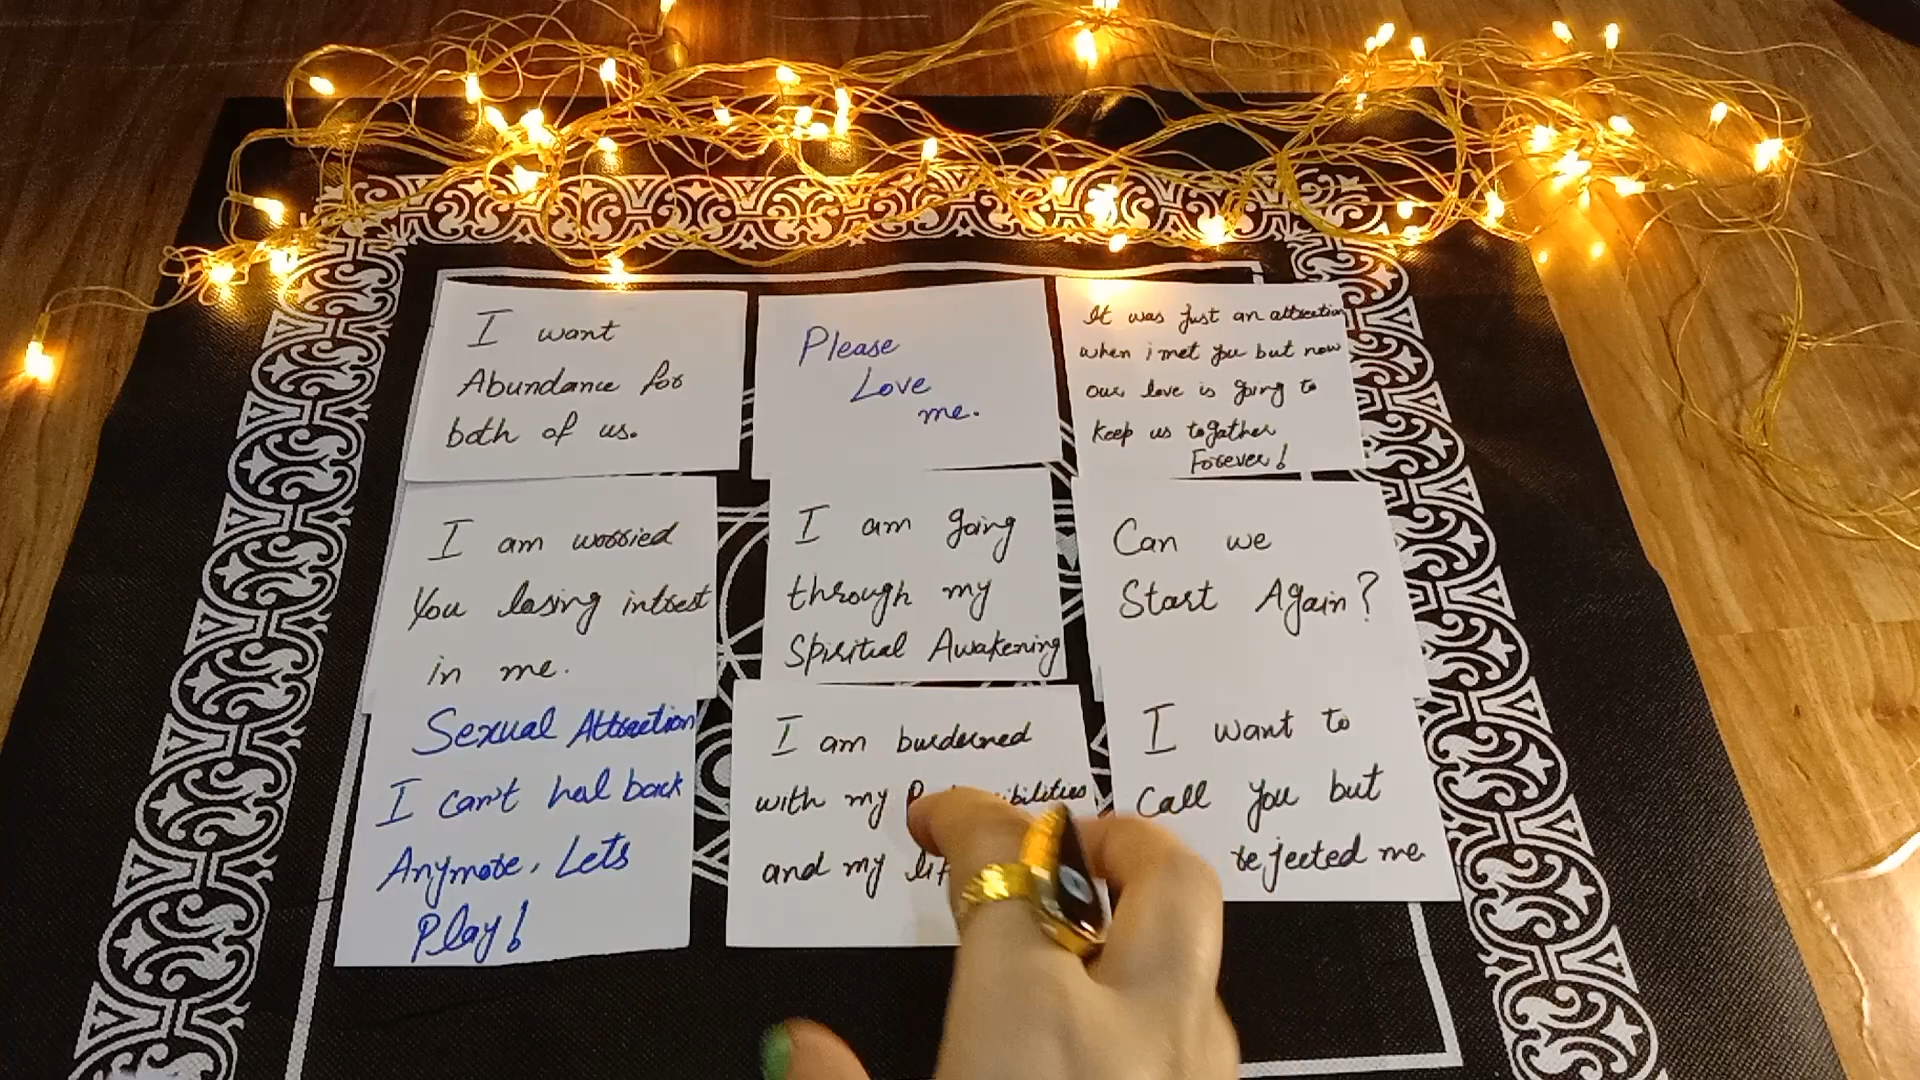 I want
Abundance for
both of us.
Please
Love
me.
It was just an attraction
when i met you but now
our love is going to
keep us togather
Forever!
I am worried
You losing intrest
in me.
I am going
through my
Spiritual Awakening
Can we
Start Again?
Sexual Attraction
I can't hal back
Anymore. Lets
Play!
I am burderned
with my
and my
I want to
Call you but
rejected me